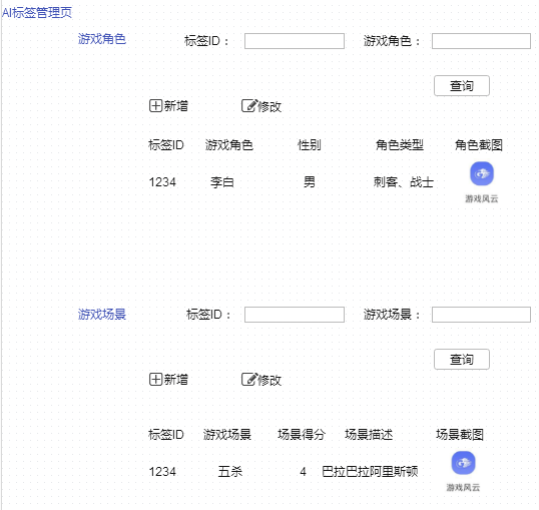 AI标签管理页
游戏角色 标签ID： 游戏角色：
查询
新增 修改
标签ID 游戏角色 性别 角色类型 角色截图
1234 李白 男 刺客、战士
游戏风云
游戏场景 标签ID： 游戏场景：
查询
新增 修改
标签ID 游戏场景 场景得分 场景描述 场景截图
1234 五杀 4 巴拉巴拉阿里斯顿
游戏风云